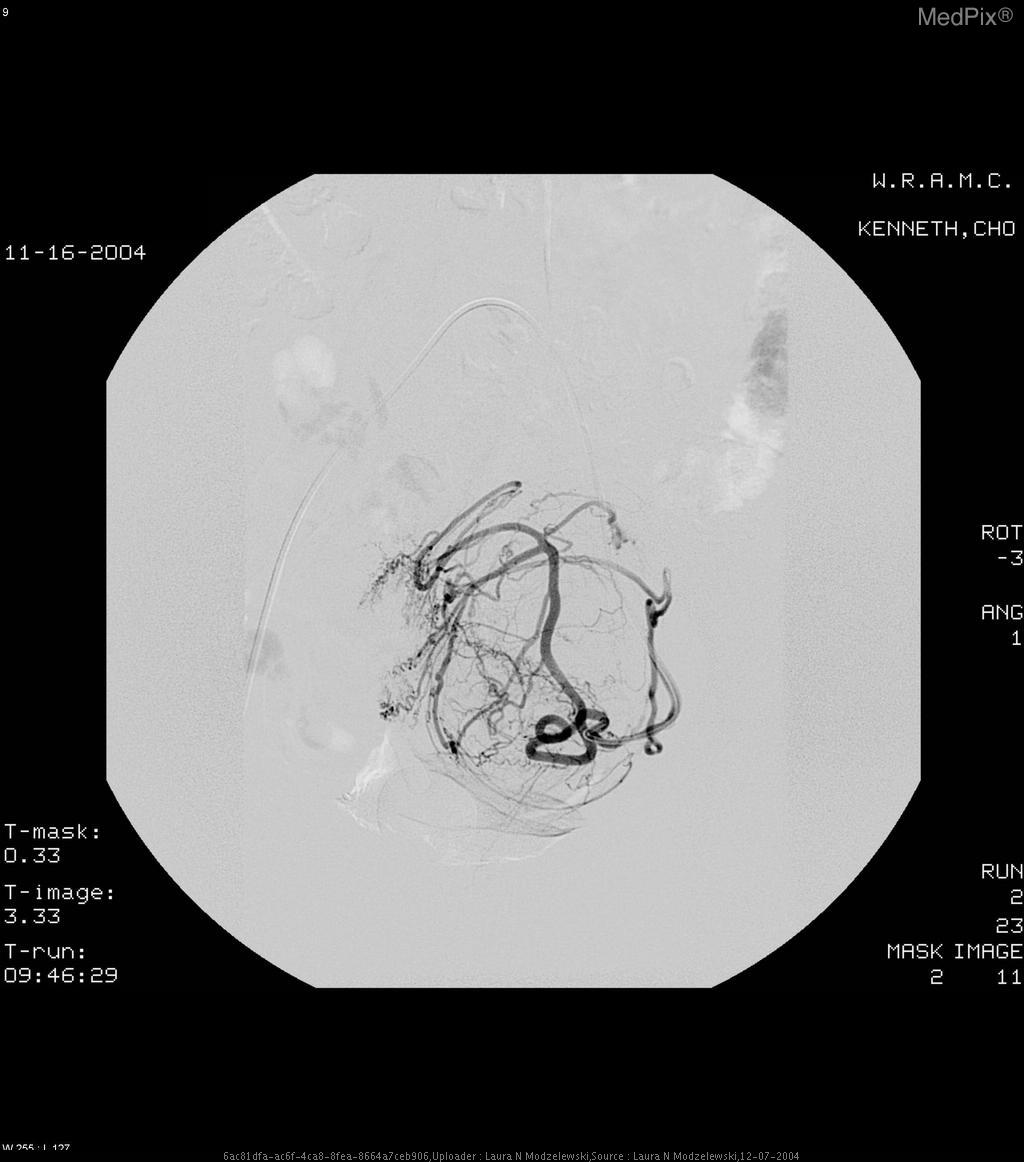 9
MedPix®
W.R.A.M.C.
KENNETH,CHO
11-16-2004
ROT
-3
ANG
1
T-mask:
0.33
T-image:
3.33
T-run:
09:46:29
RUN
2
23
MASK IMAGE
2 11
W 255 : L 127
6ac81dfa-ac6f-4ca8-8fea-8664a7ceb906,Uploader : Laura N Modzelewski,Source : Laura N Modzelewski,12-07-2004